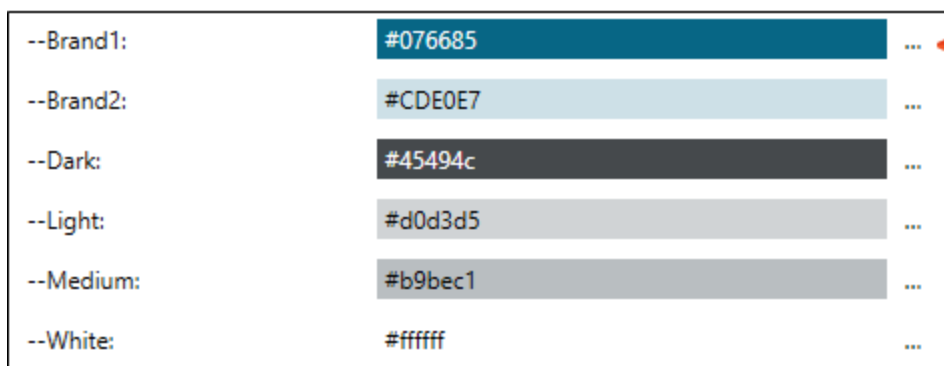 --Brand1: #076685 ...
--Brand2: #CDE0E7 ...
--Dark: #45494c ...
--Light: #d0d3d5 ...
--Medium: #b9bec1 ...
--White: #ffffff ...